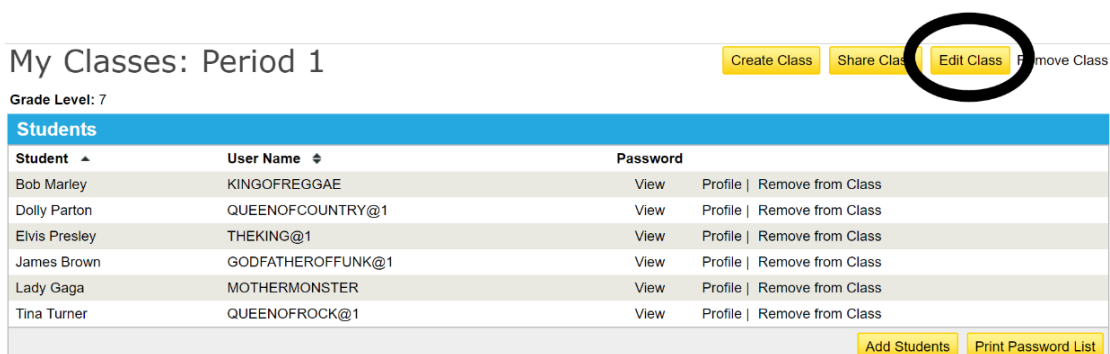 My Classes: Period 1 Create Class Share Clas Edit Class move Class
Grade Level: 7
Students
Student User Name Password
Bob Marley KINGOFREGGAE View Profile | Remove from Class
Dolly Parton QUEENOFCOUNTRY@1 View Profile | Remove from Class
Elvis Presley THEKING@1 View Profile | Remove from Class
James Brown GODFATHEROFFUNK@1 View Profile | Remove from Class
Lady Gaga MOTHERMONSTER View Profile | Remove from Class
Tina Turner QUEENOFROCK@1 View Profile | Remove from Class
Add Students Print Password List